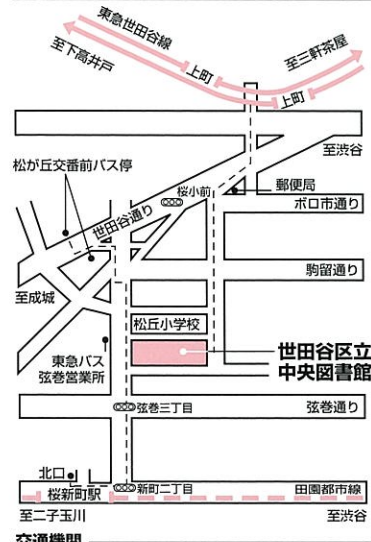 東急世田谷線
至下高井戸
上町
至三軒茶屋
上町
至渋谷
松が丘交番前バス停
桜小前
郵便局
世田谷通り
ボロ市通り
駒留通り
至成城
松丘小学校
東急バス
弦巻営業所
世田谷区立
中央図書館
弦巻三丁目
弦巻通り
北口
桜新町駅
新町二丁目
田園都市線
至二子玉川
至渋谷
交通機関